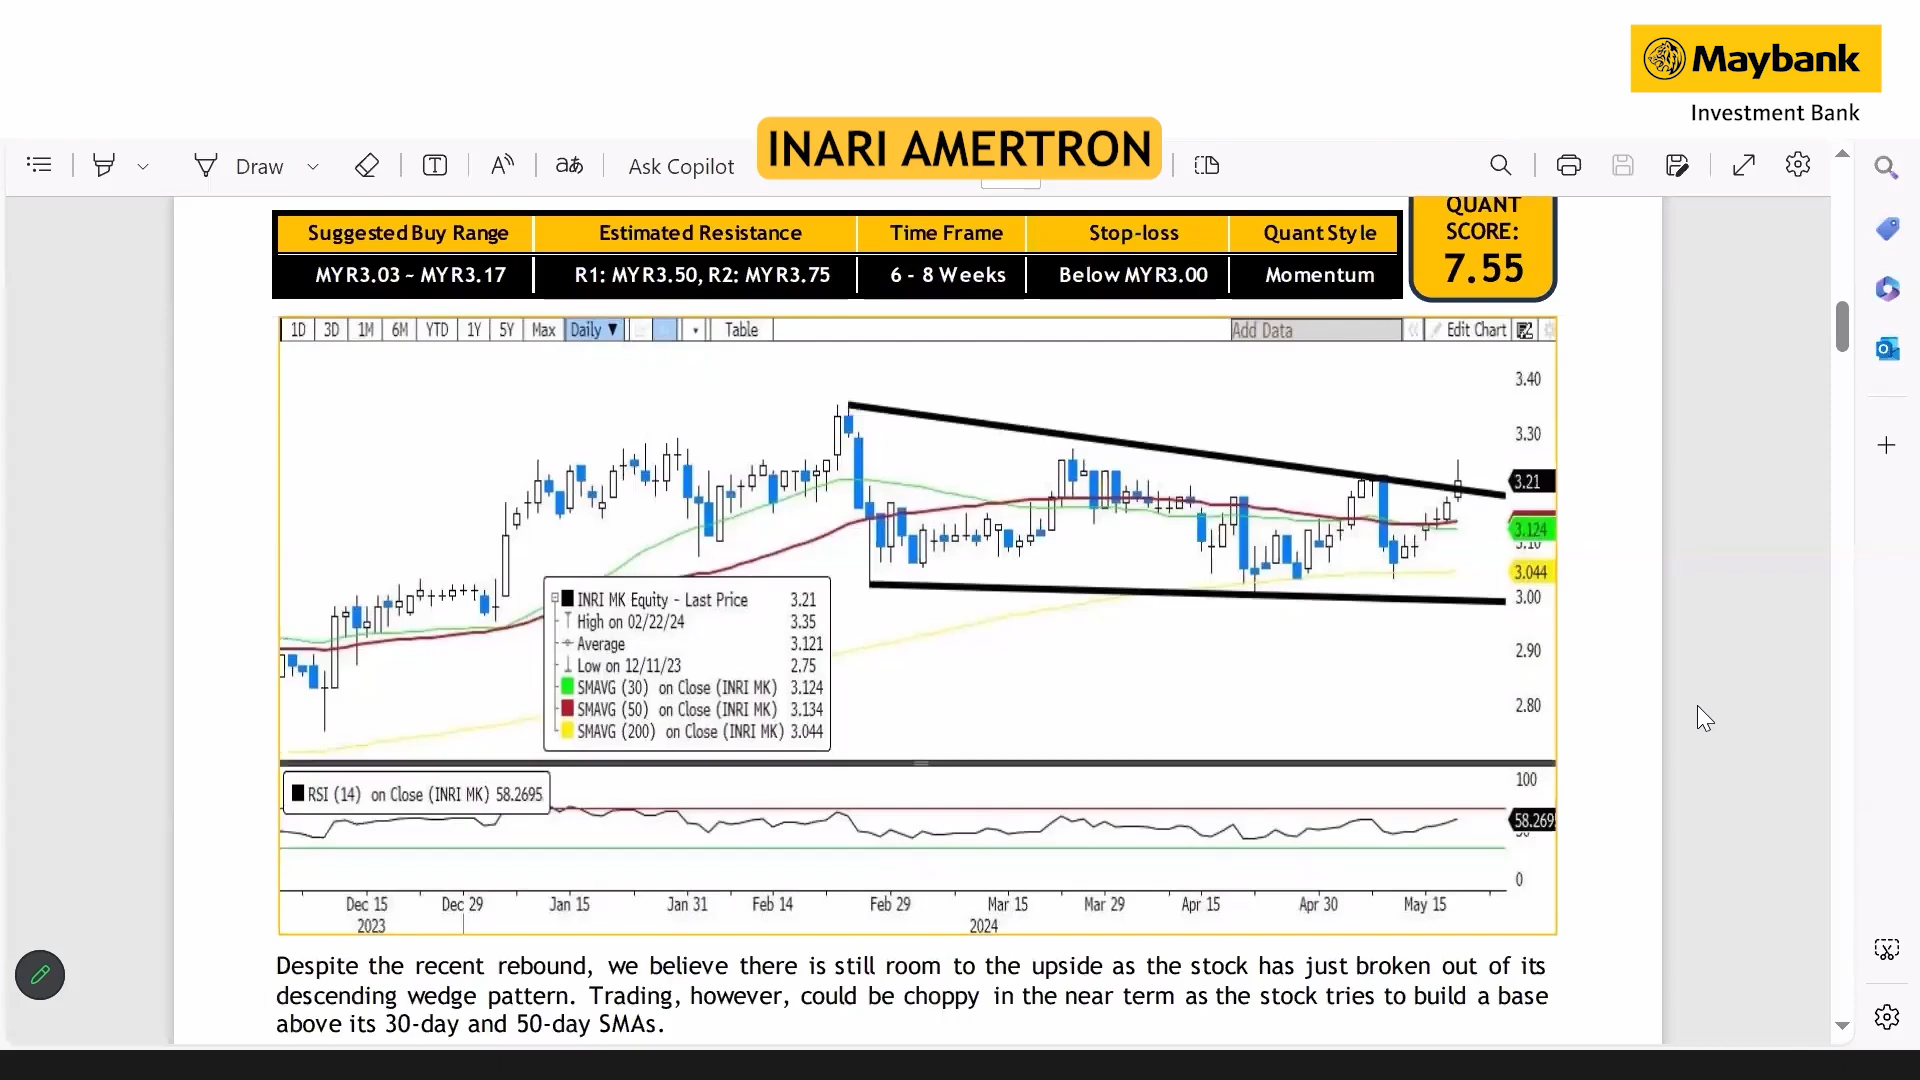 Maybank
Investment Bank
INARI AMERTRON
Draw
Ask Copilot
QUANT
SCORE:
7.55
Suggested Buy Range Estimated Resistance Time Frame Stop-loss Quant Style
MYR3.03 ~ MYR3.17 R1: MYR3.50, R2: MYR3.75 6 - 8 Weeks Below MYR3.00 Momentum
1D 3D 1M 6M YTD 1Y 5Y Max Daily ▼ Table Add Data Edit Chart
3.40
3.30
3.21
3.124
3.10
3.044
3.00
2.90
2.80
INRI MK Equity - Last Price 3.21
High on 02/22/24 3.35
Average 3.121
Low on 12/11/23 2.75
SMAVG (30) on Close (INRI MK) 3.124
SMAVG (50) on Close (INRI MK) 3.134
SMAVG (200) on Close (INRI MK) 3.044
RSI (14) on Close (INRI MK) 58.2695
100
58.269
0
Dec 15 Dec 29 Jan 15 Jan 31 Feb 14 Feb 29 Mar 15 Mar 29 Apr 15 Apr 30 May 15
2023 2024
Despite the recent rebound, we believe there is still room to the upside as the stock has just broken out of its
descending wedge pattern. Trading, however, could be choppy in the near term as the stock tries to build a base
above its 30-day and 50-day SMAs.